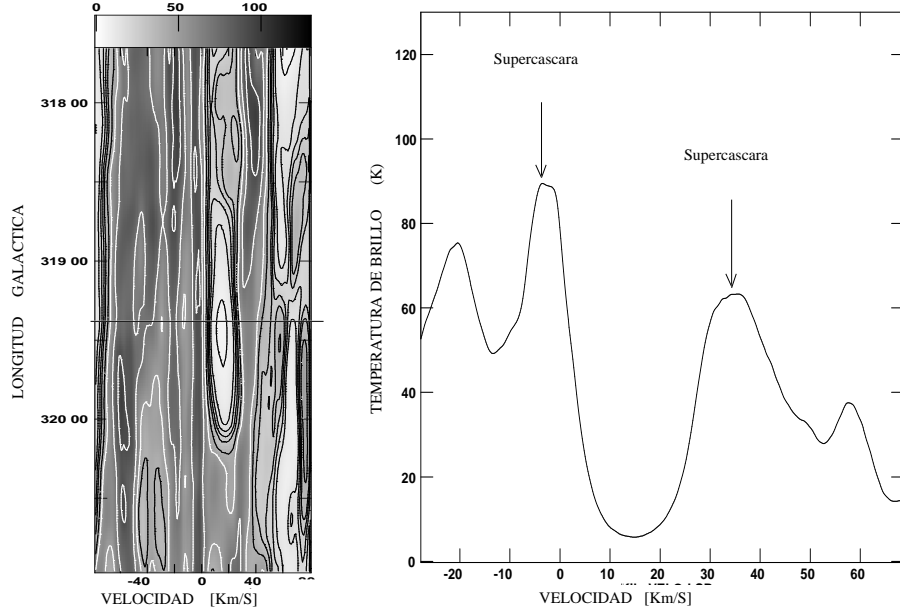 0 50 100
318 00
319 00
320 00
LONGITUD GALACTICA
-40 0 40
VELOCIDAD [Km/S]
Supercascara
Supercascara
120
100
80
60
40
20
0
TEMPERATURA DE BRILLO (K)
-20 -10 0 10 20 30 40 50 60
VELOCIDAD [Km/S]